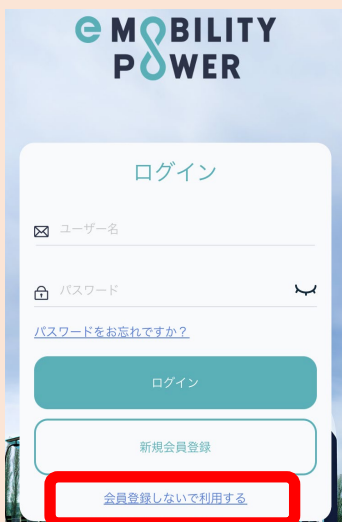 e MOBILITY
POWER
ログイン
ユーザー名
パスワード
パスワードをお忘れですか？
ログイン
新規会員登録
会員登録しないで利用する